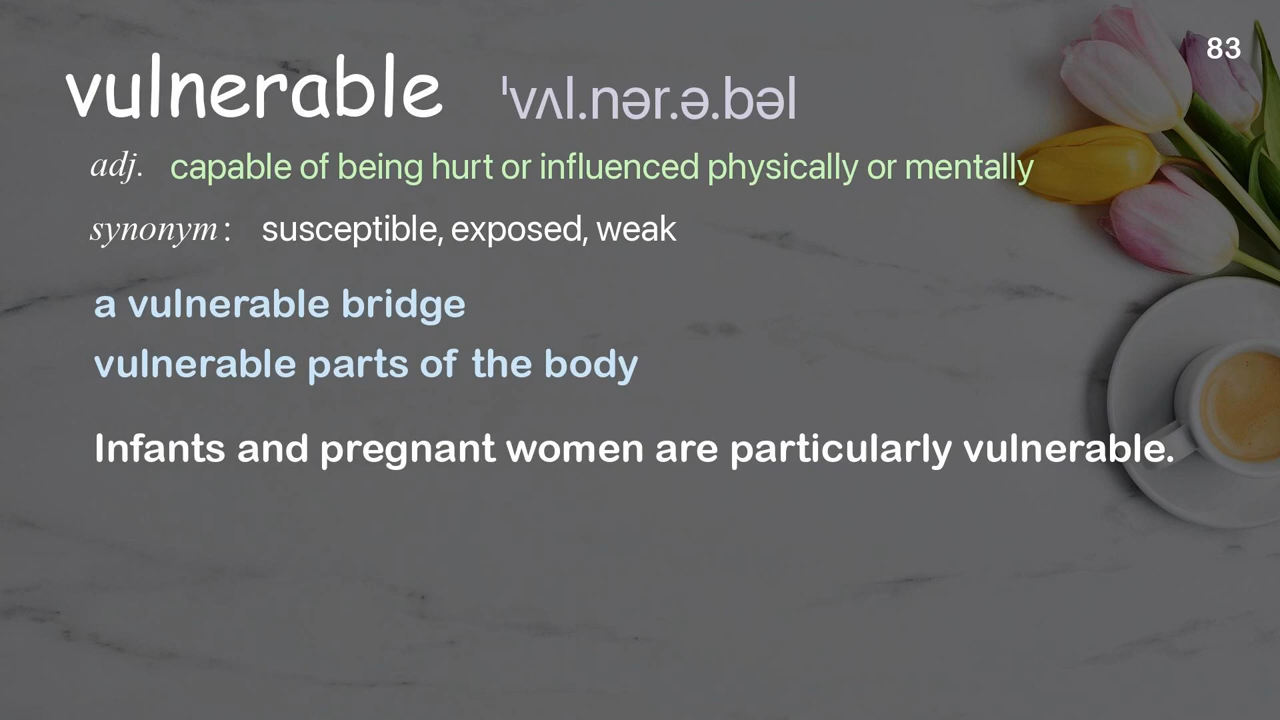 83
vulnerable ˈvʌl.nər.ə.bəl
adj. capable of being hurt or influenced physically or mentally
synonym : susceptible, exposed, weak
a vulnerable bridge
vulnerable parts of the body
Infants and pregnant women are particularly vulnerable.